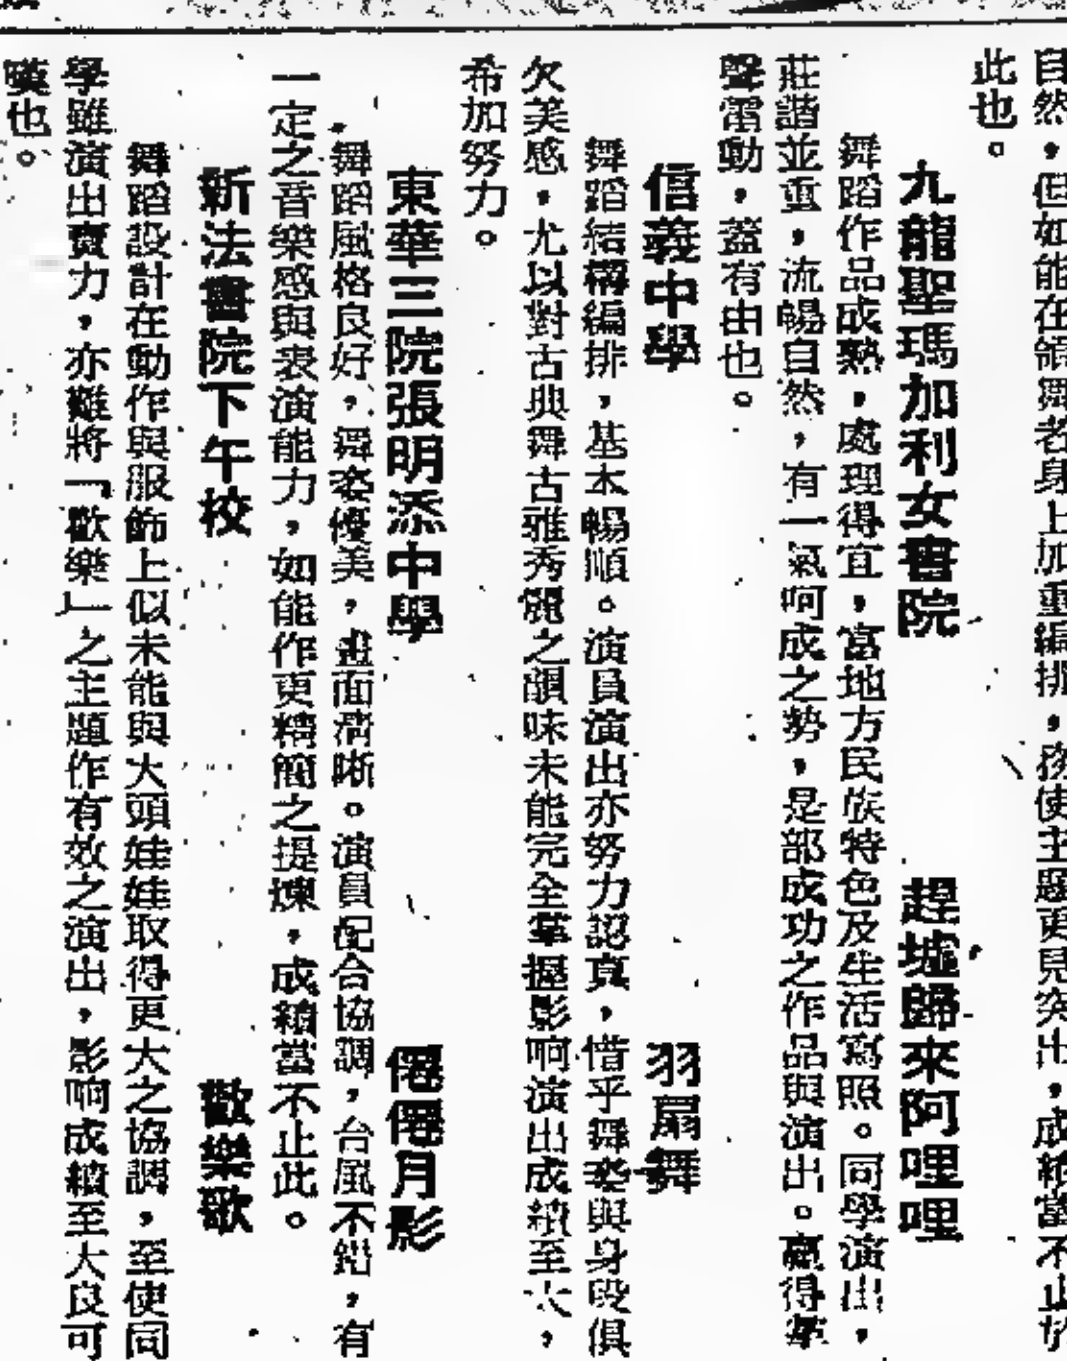 自然，但如能在領舞者身上加重編排，務使主題更見突出，成績當不止於
此也。
九龍聖瑪加利女書院 趕墟歸來阿哩哩
舞蹈作品成熟，處理得宜，富地方民族特色及生活寫照。同學演出，
莊諧並重，流暢自然，有一氣呵成之勢，是部成功之作品與演出。贏得掌
聲雷動，蓋有由也。
信義中學 羽扇舞
舞蹈結構編排，基本暢順。演員演出亦努力認真，惜乎舞姿與身段俱
欠美感，尤以對古典舞古雅秀麗之韻味未能完全掌握影响演出成績至大，
希加努力。
東華三院張明添中學 僊僊月影
舞蹈風格良好，舞姿優美，畫面清晰。演員配合協調，台風不錯，有
一定之音樂感與表演能力，如能作更精簡之提煉，成績當不止此。
新法書院下午校 歡樂歌
舞蹈設計在動作與服飾上似未能與大頭娃娃取得更大之協調，至使同
學雖演出賣力，亦難將「歡樂」之主題作有效之演出，影响成績至大良可
嘆也。